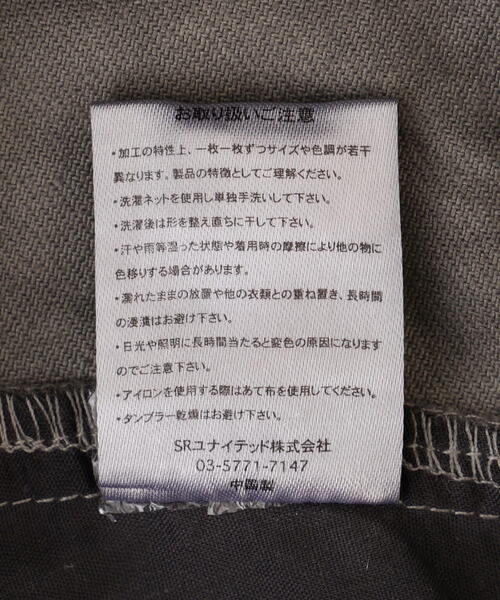 お取り扱いご注意
・加工の特性上、一枚一枚ずつサイズや色調が若干
異なります。製品の特徴としてご理解ください。
・洗濯ネットを使用し単独手洗いして下さい。
・洗濯後は形を整え直ちに干して下さい。
・汗や雨等湿った状態や着用時の摩擦により他の物に
色移りする場合があります。
・濡れたままの放置や他の衣類との重ね置き、長時間
の浸漬はお避け下さい。
・日光や照明に長時間当たると変色の原因になります
のでご注意下さい。
・アイロンを使用する際はあて布を使用してください。
・タンブラー乾燥はお避け下さい。
SRユナイテッド株式会社
03-5771-7147
中国製